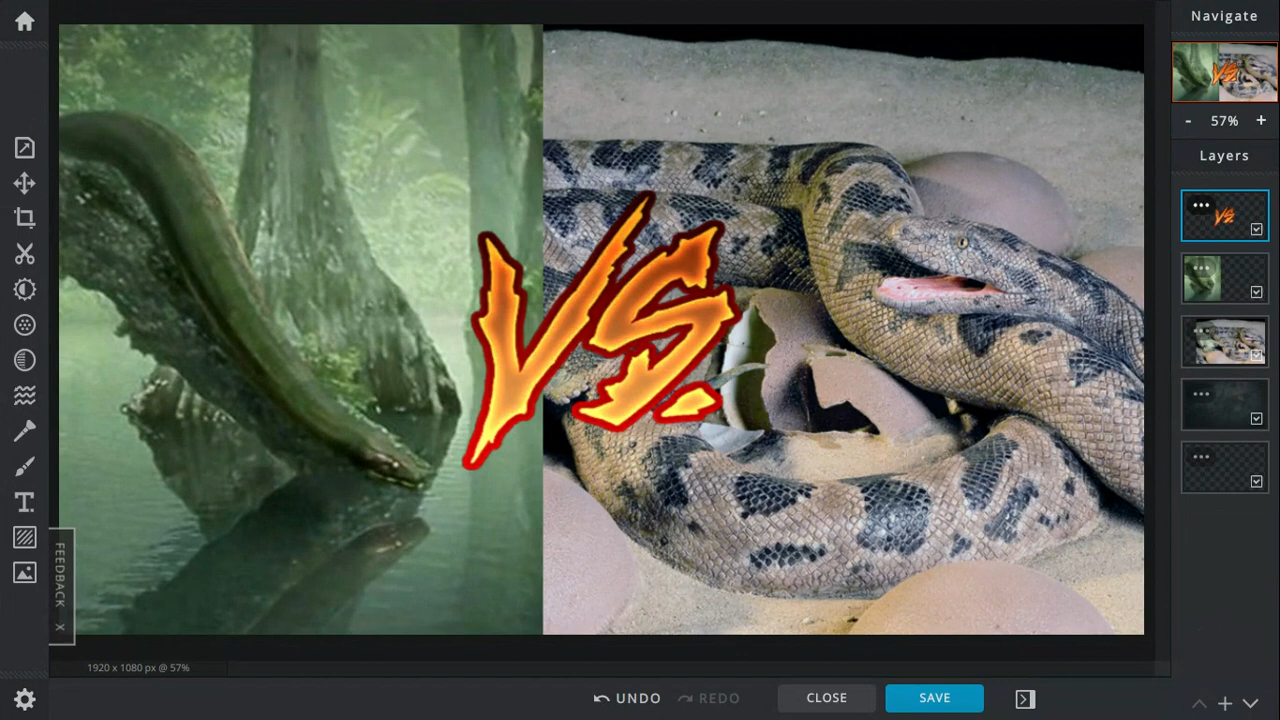 Navigate
- 57% +
Layers
VS.
FEEDBACK X
1920 x 1080 px @ 57%
UNDO
REDO
CLOSE
SAVE